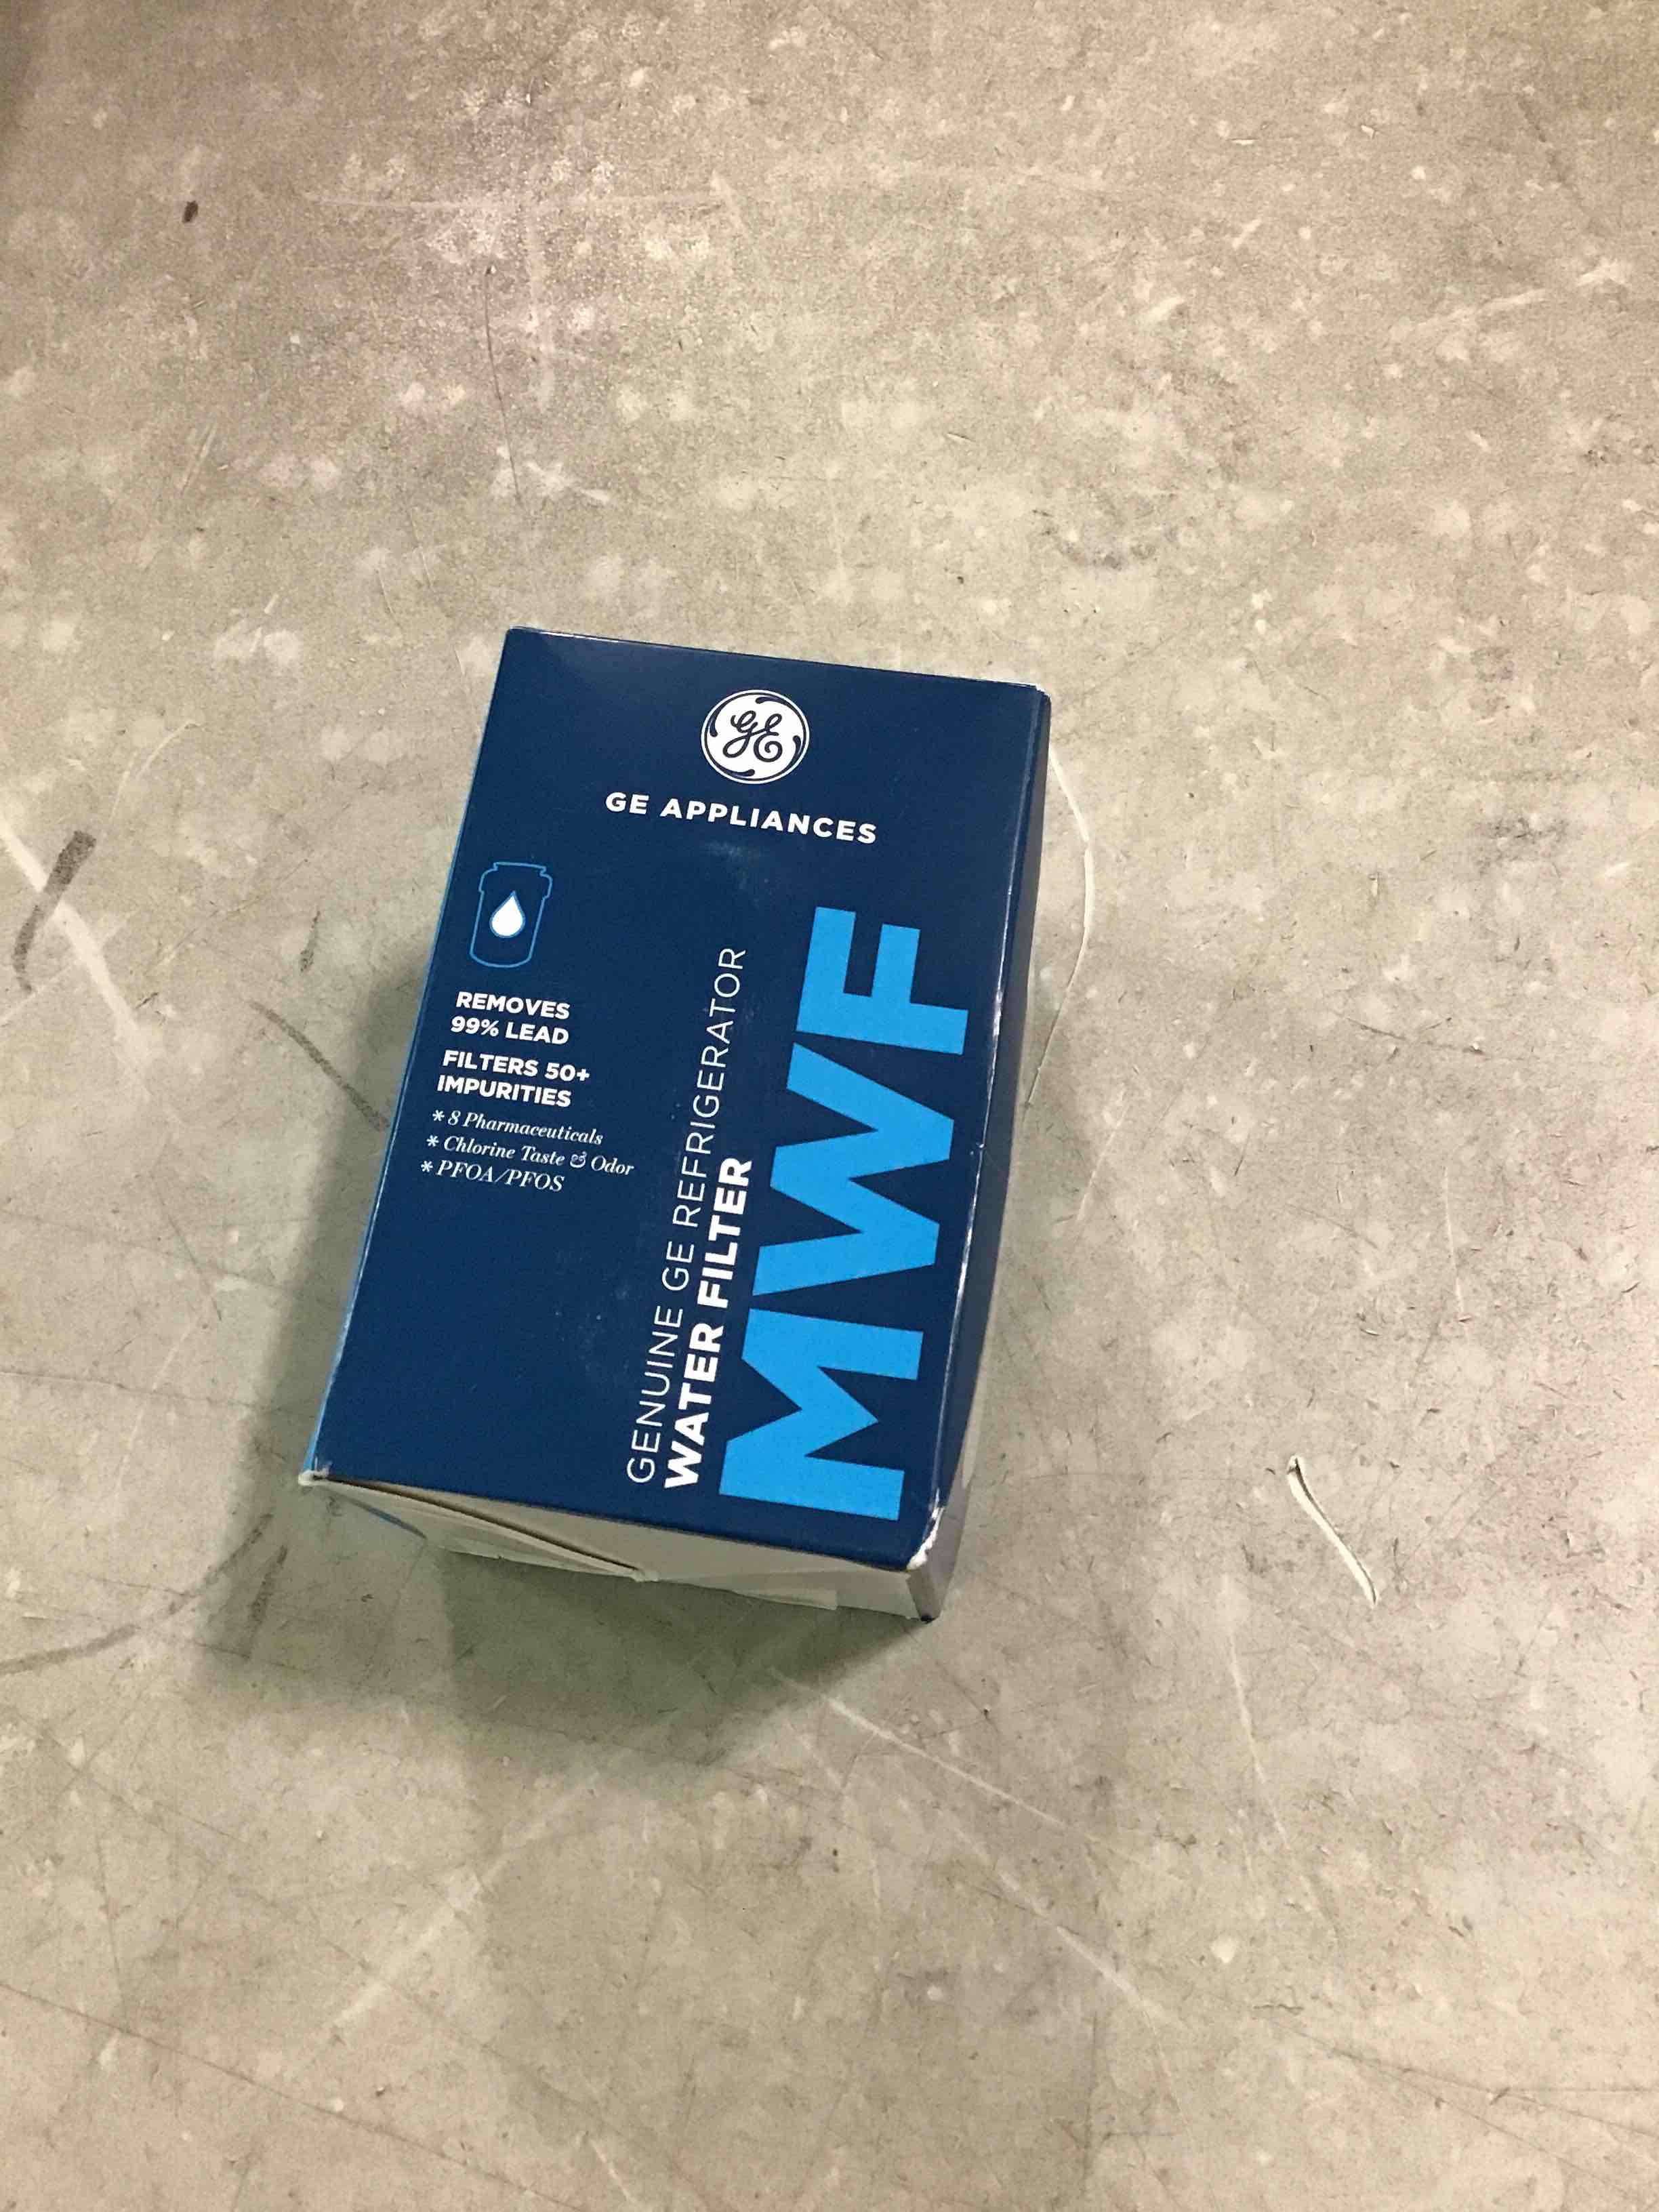 GE
GE APPLIANCES
REMOVES
99% LEAD
FILTERS 50+
IMPURITIES
* 8 Pharmaceuticals
* Chlorine Taste & Odor
* PFOA/PFOS
GENUINE GE REFRIGERATOR
WATER FILTER
MWF